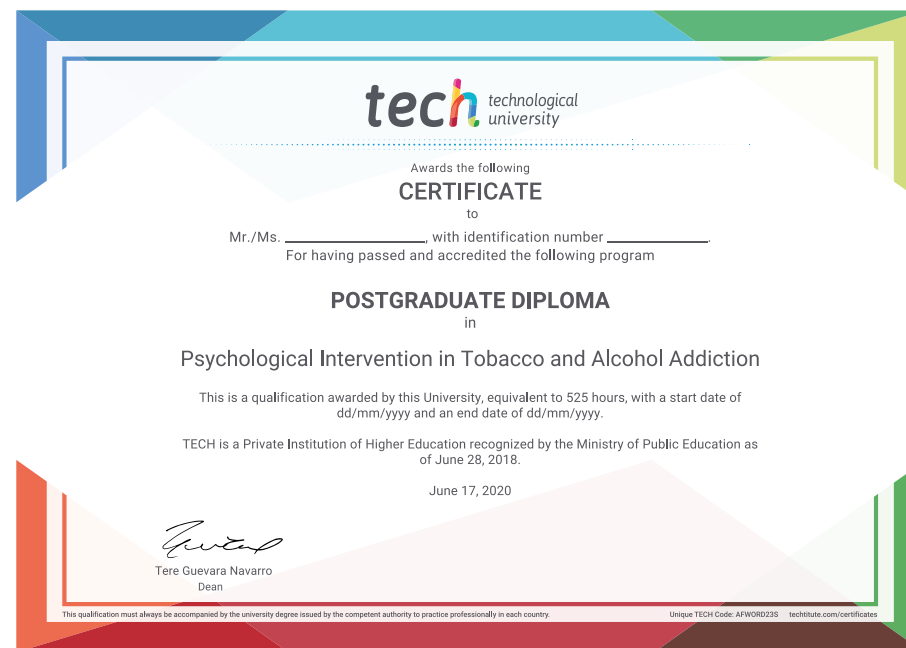 tech technological
university
Awards the following
CERTIFICATE
to
Mr./Ms. ____________________, with identification number ______________.
For having passed and accredited the following program
POSTGRADUATE DIPLOMA
in
Psychological Intervention in Tobacco and Alcohol Addiction
This is a qualification awarded by this University, equivalent to 525 hours, with a start date of
dd/mm/yyyy and an end date of dd/mm/yyyy.
TECH is a Private Institution of Higher Education recognized by the Ministry of Public Education as
of June 28, 2018.
June 17, 2020
Tere Guevara Navarro
Dean
This qualification must always be accompanied by the university degree issued by the competent authority to practice professionally in each country. Unique TECH Code: AFWORD23S techtitute.com/certificates